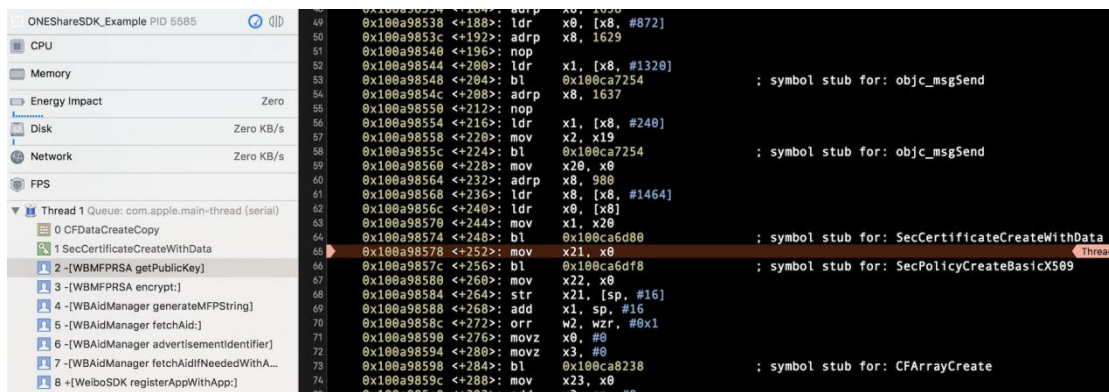 ONEShareSDK_Example PID 5585
CPU
Memory
Energy Impact Zero
Disk Zero KB/s
Network Zero KB/s
FPS
Thread 1 Queue: com.apple.main-thread (serial)
0 CFDataCreateCopy
1 SecCertificateCreateWithData
2 -[WBMFPRSA getPublicKey]
3 -[WBMFPRSA encrypt:]
4 -[WBAidManager generateMFPString]
5 -[WBAidManager fetchAid:]
6 -[WBAidManager advertisementIdentifier]
7 -[WBAidManager fetchAidIfNeededWithA...
8 +[WeiboSDK registerAppWithApp:]
49 0x100a98538 <+188>: ldr x0, [x8, #872]
50 0x100a9853c <+192>: adrp x8, 1629
51 0x100a98540 <+196>: nop
52 0x100a98544 <+200>: ldr x1, [x8, #1320]
53 0x100a98548 <+204>: bl 0x100ca7254 ; symbol stub for: objc_msgSend
54 0x100a9854c <+208>: adrp x8, 1637
55 0x100a98550 <+212>: nop
56 0x100a98554 <+216>: ldr x1, [x8, #240]
57 0x100a98558 <+220>: mov x2, x19
58 0x100a9855c <+224>: bl 0x100ca7254 ; symbol stub for: objc_msgSend
59 0x100a98560 <+228>: mov x20, x0
60 0x100a98564 <+232>: adrp x8, 980
61 0x100a98568 <+236>: ldr x8, [x8, #1464]
62 0x100a9856c <+240>: ldr x0, [x8]
63 0x100a98570 <+244>: mov x1, x20
64 0x100a98574 <+248>: bl 0x100ca6d80 ; symbol stub for: SecCertificateCreateWithData
65 0x100a98578 <+252>: mov x21, x0 Threa
66 0x100a9857c <+256>: bl 0x100ca6df8 ; symbol stub for: SecPolicyCreateBasicX509
67 0x100a98580 <+260>: mov x22, x0
68 0x100a98584 <+264>: str x21, [sp, #16]
69 0x100a98588 <+268>: add x1, sp, #16
70 0x100a9858c <+272>: orr w2, wzr, #0x1
71 0x100a98590 <+276>: movz x0, #0
72 0x100a98594 <+280>: movz x3, #0
73 0x100a98598 <+284>: bl 0x100ca8238 ; symbol stub for: CFArrayCreate
74 0x100a9859c <+288>: mov x23, x0